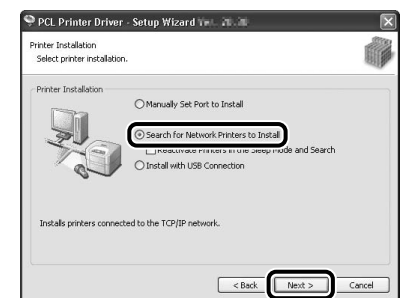 PCL Printer Driver - Setup Wizard
Printer Installation
Select printer installation.
Printer Installation
Manually Set Port to Install
Search for Network Printers to Install
Reactivate Printers in the Sleep Mode and Search
Install with USB Connection
Installs printers connected to the TCP/IP network.
< Back Next > Cancel